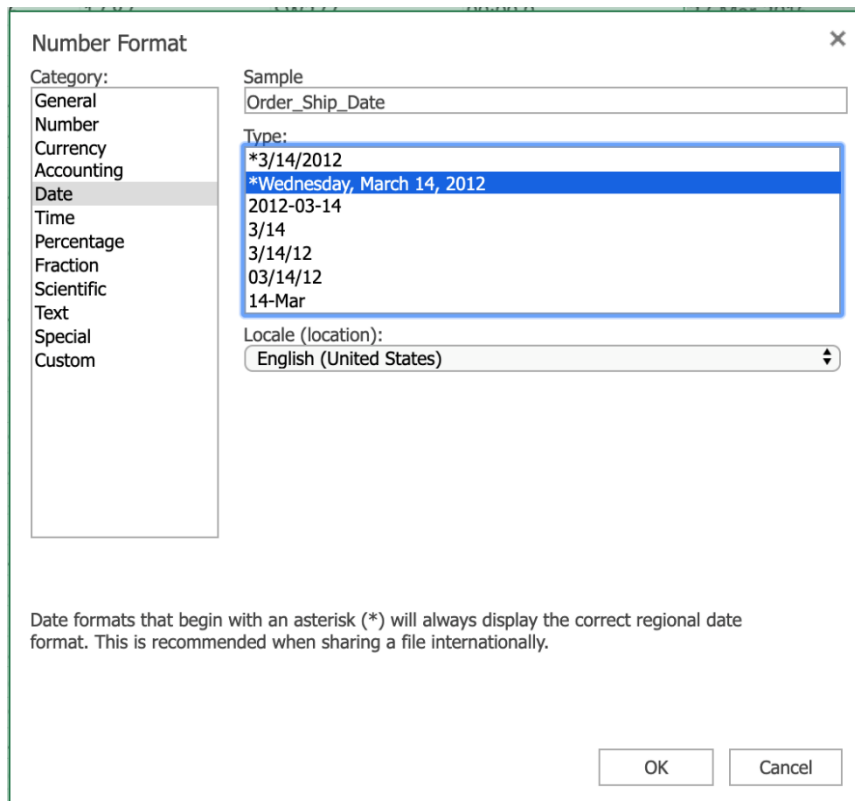 Number Format
Category:
General
Number
Currency
Accounting
Date
Time
Percentage
Fraction
Scientific
Text
Special
Custom
Sample
Order_Ship_Date
Type:
*3/14/2012
*Wednesday, March 14, 2012
2012-03-14
3/14
3/14/12
03/14/12
14-Mar
Locale (location):
English (United States)
Date formats that begin with an asterisk (*) will always display the correct regional date
format. This is recommended when sharing a file internationally.
OK
Cancel